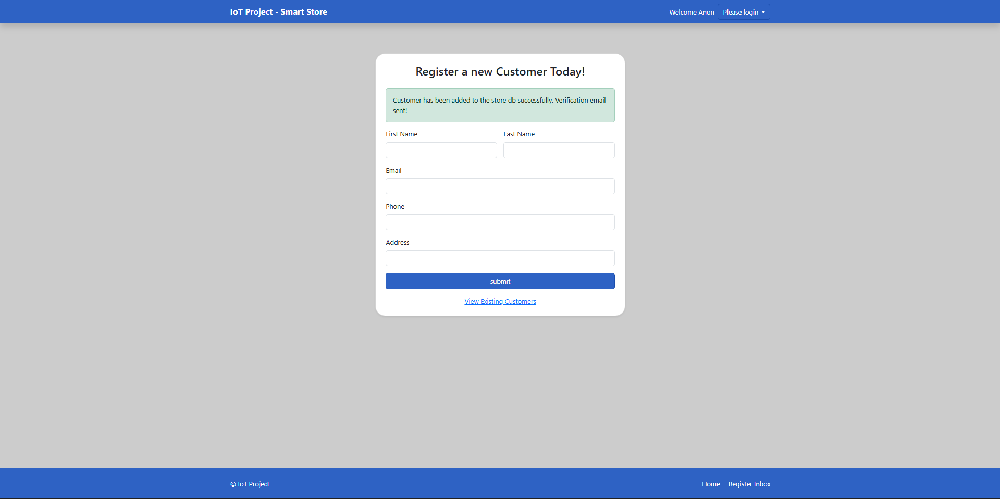 IoT Project - Smart Store
Welcome Anon
Please login
Register a new Customer Today!
Customer has been added to the store db successfully. Verification email
sent!
First Name
Last Name
Email
Phone
Address
submit
View Existing Customers
© IoT Project
Home
Register Inbox